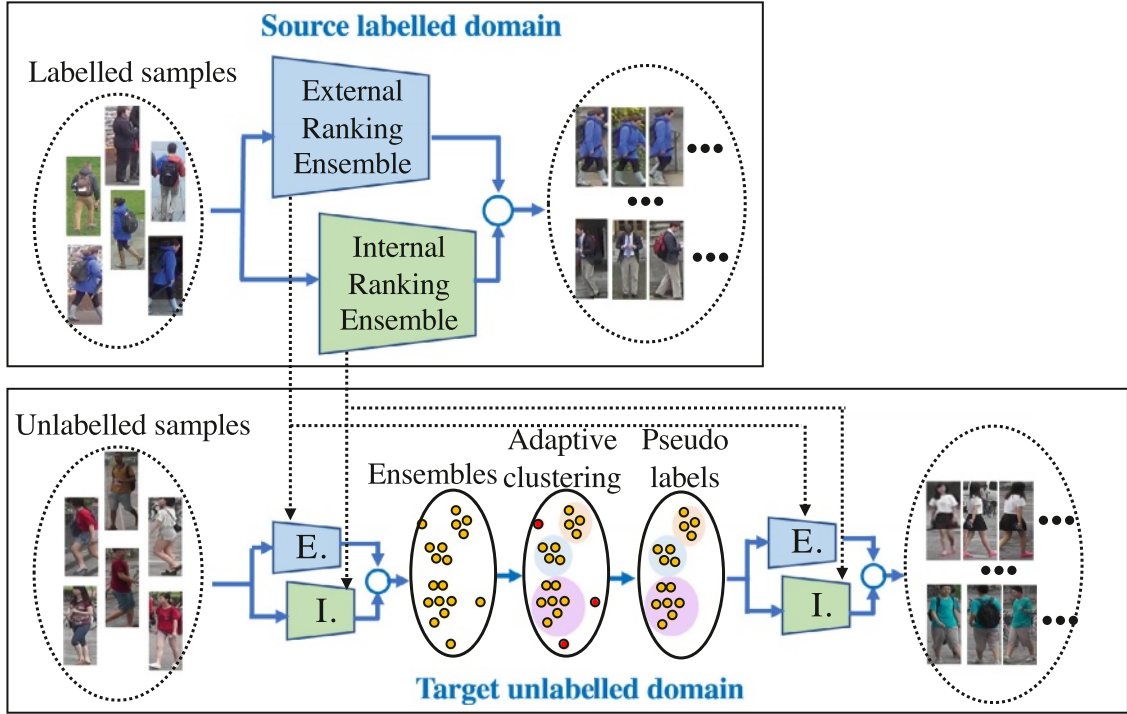 Source labelled domain
Labelled samples
External
Ranking
Ensemble
Internal
Ranking
Ensemble
Unlabelled samples
Ensembles
Adaptive
clustering
Pseudo
labels
E.
I.
E.
I.
Target unlabelled domain